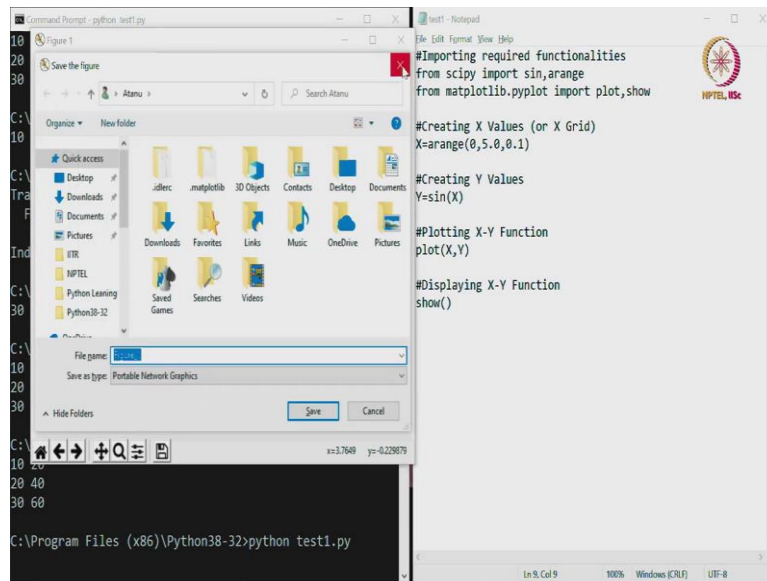 Command Prompt - python test1.py
10
20
30
C:\
10
C:\
Tra
F
Ind
C:\
30
C:\
10
20
30
C:\
10 20
20 40
30 60
C:\Program Files (x86)\Python38-32>python test1.py
Figure 1
Save the figure
Atanu
Search Atanu
Organize
New folder
Quick access
Desktop
Downloads
Documents
Pictures
IITR
NPTEL
Python Leaning
Python38-32
OneDrive
.idlerc
.matplotlib
3D Objects
Contacts
Desktop
Documents
Downloads
Favorites
Links
Music
OneDrive
Pictures
Saved Games
Searches
Videos
File name:
Save as type: Portable Network Graphics
Hide Folders
Save
Cancel
x=3.7649 y=-0.229879
test1 - Notepad
File Edit Format View Help
#Importing required functionalities
from scipy import sin,arange
from matplotlib.pyplot import plot,show
#Creating X Values (or X Grid)
X=arange(0,5.0,0.1)
#Creating Y Values
Y=sin(X)
#Plotting X-Y Function
plot(X,Y)
#Displaying X-Y Function
show()
Ln 9, Col 9
100%
Windows (CRLF)
UTF-8
NPTEL, IISc